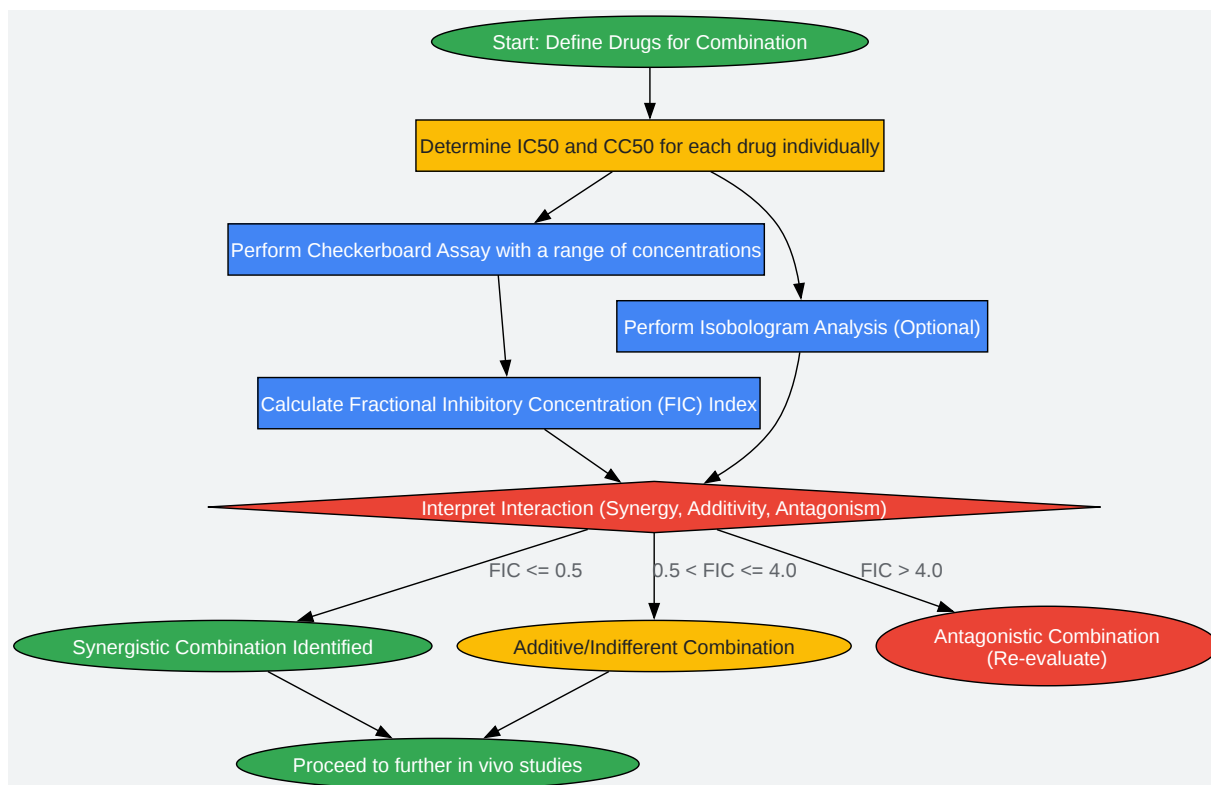 Start: Define Drugs for Combination
Determine IC50 and CC50 for each drug individually
Perform Checkerboard Assay with a range of concentrations
Perform Isobologram Analysis (Optional)
Calculate Fractional Inhibitory Concentration (FIC) Index
Interpret Interaction (Synergy, Additivity, Antagonism)
FIC <= 0.5
0.5 < FIC <= 4.0
FIC > 4.0
Synergistic Combination Identified
Additive/Indifferent Combination
Antagonistic Combination
(Re-evaluate)
Proceed to further in vivo studies